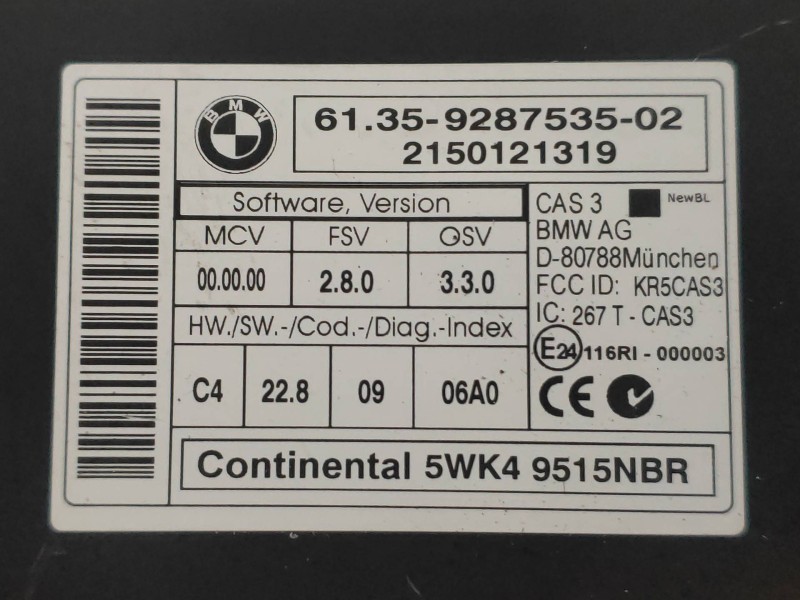 BMW
61.35-9287535-02
2150121319
Software, Version
MCV FSV QSV
00.00.00 2.8.0 3.3.0
HW./SW.-/Cod.-/Diag.-Index
C4 22.8 09 06A0
CAS 3 NewBL
BMW AG
D-80788München
FCC ID: KR5CAS3
IC: 267 T - CAS3
E24 116RI - 000003
CE
Continental 5WK4 9515NBR